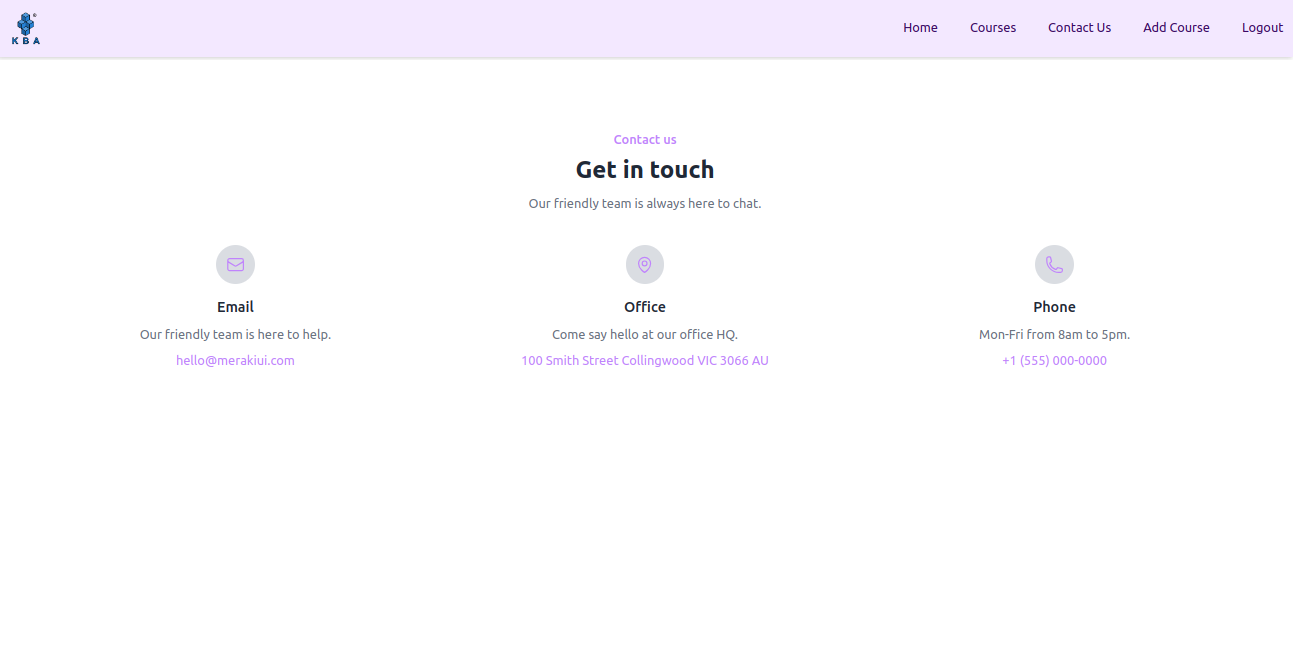 KBA
Home
Courses
Contact Us
Add Course
Logout
Contact us
Get in touch
Our friendly team is always here to chat.
Email
Our friendly team is here to help.
hello@merakiui.com
Office
Come say hello at our office HQ.
100 Smith Street Collingwood VIC 3066 AU
Phone
Mon-Fri from 8am to 5pm.
+1 (555) 000-0000